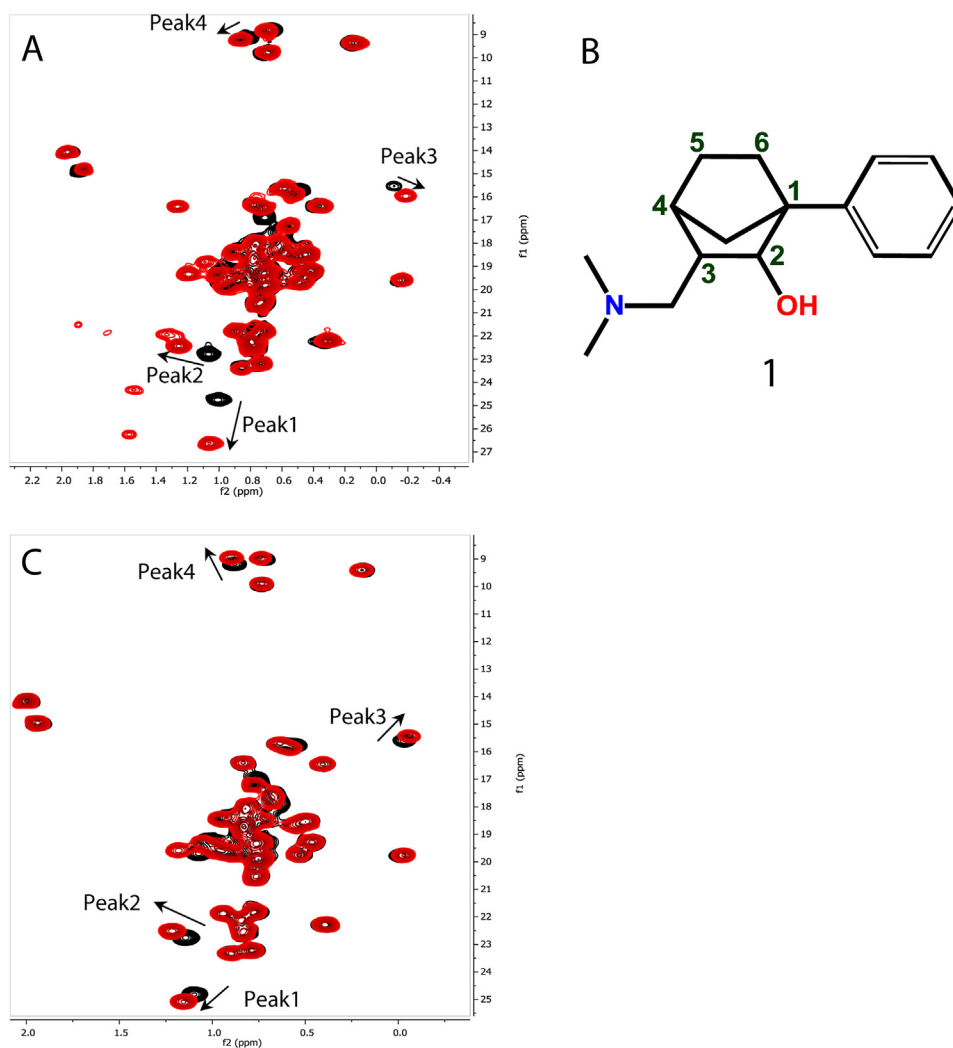 A
Peak4
Peak3
Peak2
Peak1
9
10
11
12
13
14
15
16
17
18
19
20
21
22
23
24
25
26
27
f1 (ppm)
2.2 2.0 1.8 1.6 1.4 1.2 1.0 0.8 0.6 0.4 0.2 0.0 -0.2 -0.4
f2 (ppm)
B
5 6
1
4
3 2
N
OH
1
C
Peak4
Peak3
Peak2
Peak1
9
10
11
12
13
14
15
16
17
18
19
20
21
22
23
24
25
f1 (ppm)
2.0 1.5 1.0 0.5 0.0
f2 (ppm)